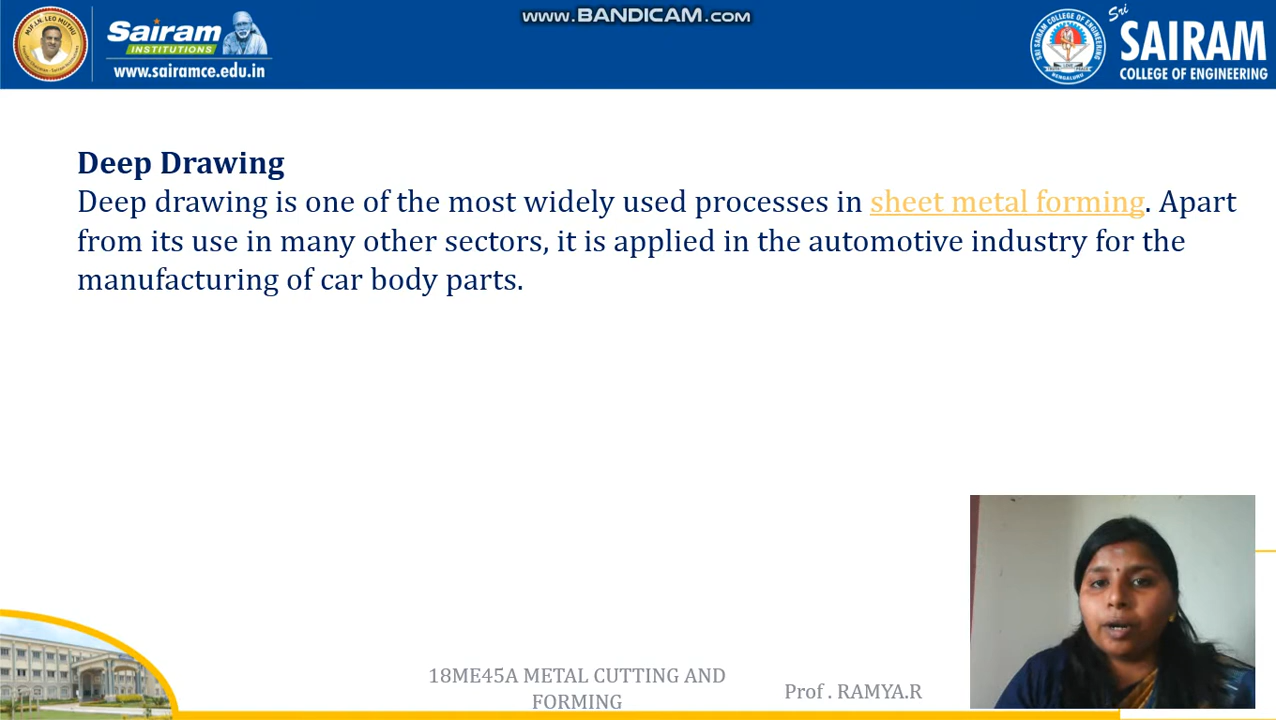 www.BANDICAM.com
Sairam
INSTITUTIONS
www.sairamce.edu.in
Sri
SAIRAM
COLLEGE OF ENGINEERING
Deep Drawing
Deep drawing is one of the most widely used processes in sheet metal forming. Apart
from its use in many other sectors, it is applied in the automotive industry for the
manufacturing of car body parts.
18ME45A METAL CUTTING AND
FORMING
Prof . RAMYA.R